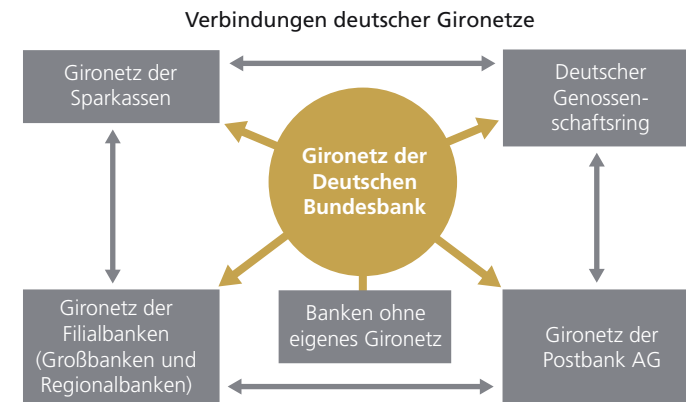 Verbindungen deutscher Gironetze
Gironetz der
Sparkassen
Deutscher
Genossen-
schaftsring
Gironetz der
Deutschen
Bundesbank
Gironetz der
Filialbanken
(Großbanken und
Regionalbanken)
Banken ohne
eigenes Gironetz
Gironetz der
Postbank AG